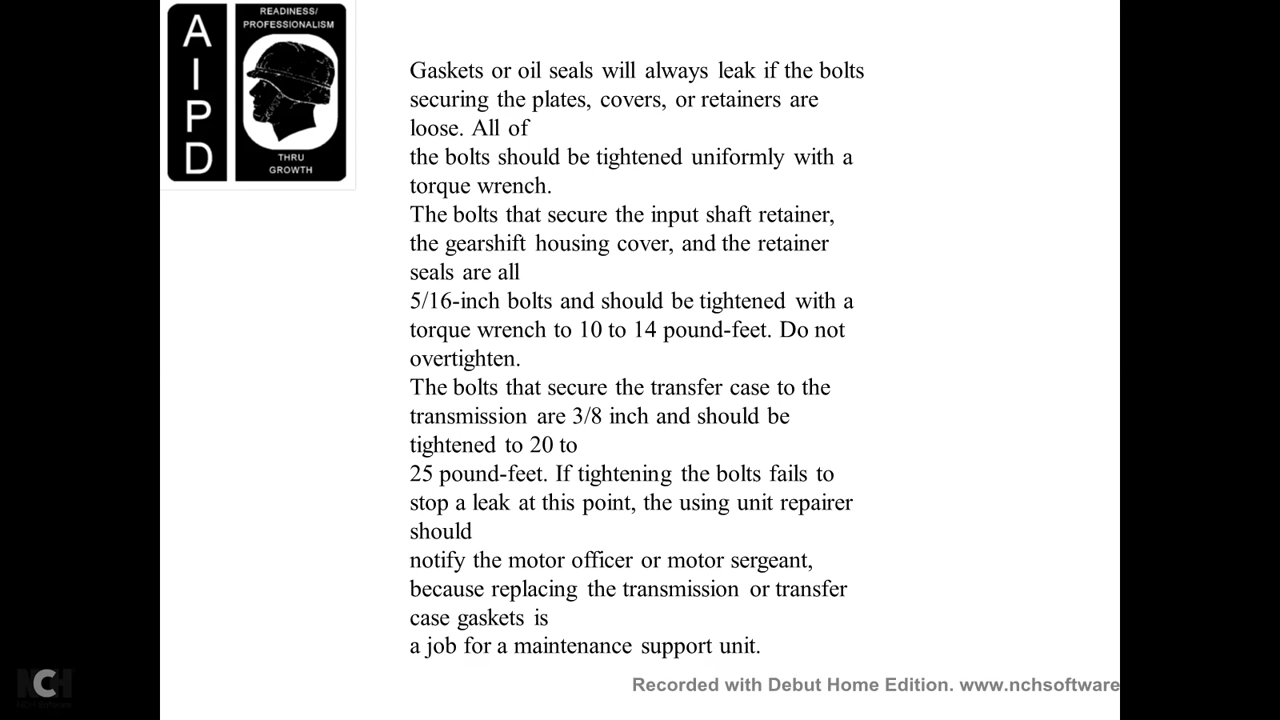 A
I
P
D
READINESS/
PROFESSIONALISM
THRU
GROWTH
Gaskets or oil seals will always leak if the bolts
securing the plates, covers, or retainers are
loose. All of
the bolts should be tightened uniformly with a
torque wrench.
The bolts that secure the input shaft retainer,
the gearshift housing cover, and the retainer
seals are all
5/16-inch bolts and should be tightened with a
torque wrench to 10 to 14 pound-feet. Do not
overtighten.
The bolts that secure the transfer case to the
transmission are 3/8 inch and should be
tightened to 20 to
25 pound-feet. If tightening the bolts fails to
stop a leak at this point, the using unit repairer
should
notify the motor officer or motor sergeant,
because replacing the transmission or transfer
case gaskets is
a job for a maintenance support unit.
NCH
NCH Software
Recorded with Debut Home Edition. www.nchsoftware